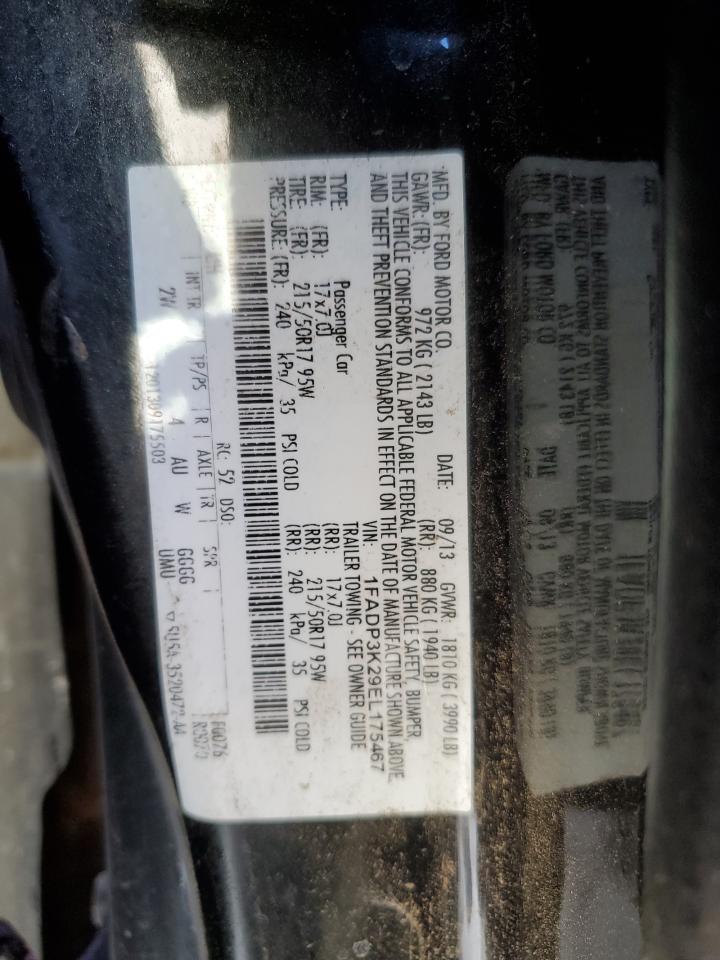 MFD. BY FORD MOTOR CO.
DATE: 09/13 GVWR: 1810 KG ( 3990 LB)
GAWR: (FR): 972 KG ( 2143 LB) (RR): 880 KG ( 1940 LB)
THIS VEHICLE CONFORMS TO ALL APPLICABLE FEDERAL MOTOR VEHICLE SAFETY, BUMPER,
AND THEFT PREVENTION STANDARDS IN EFFECT ON THE DATE OF MANUFACTURE SHOWN ABOVE.
VIN: 1FADP3K29EL175467
TYPE: Passenger Car TRAILER TOWING - SEE OWNER GUIDE
RIM: (FR): 17x7.0J (RR): 17x7.0J
TIRE: (FR): 215/50R17 95W (RR): 215/50R17 95W
PRESSURE: (FR): 240 kPa/ 35 PSI COLD (RR): 240 kPa/ 35 PSI COLD
RC: 52 DSO:
INT TR TP/PS R AXLE TR SPR
2W 4 AU W GGGG
UMU